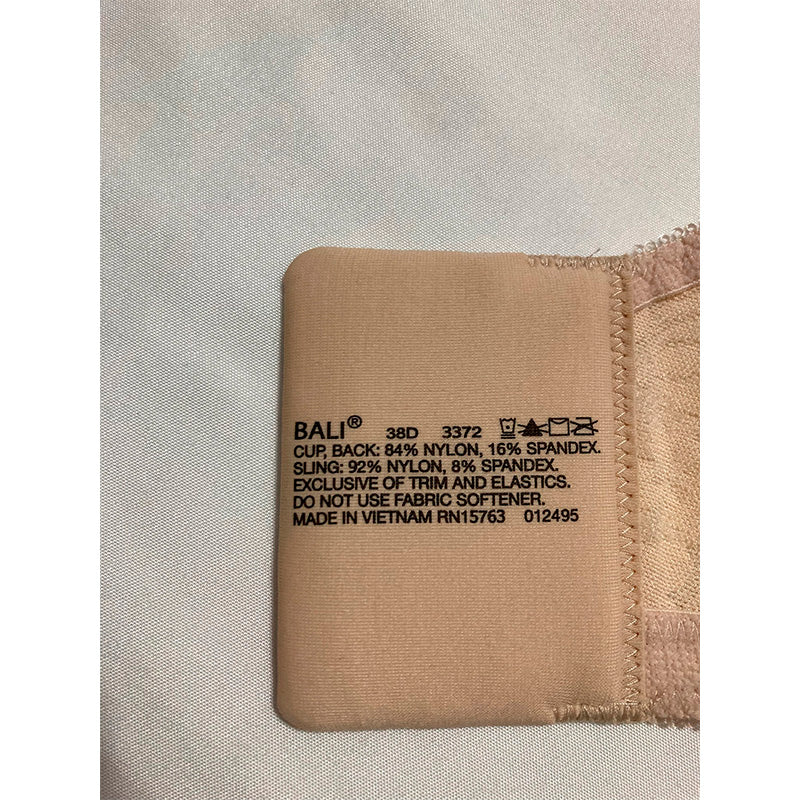 BALI® 38D 3372
CUP, BACK: 84% NYLON, 16% SPANDEX.
SLING: 92% NYLON, 8% SPANDEX.
EXCLUSIVE OF TRIM AND ELASTICS.
DO NOT USE FABRIC SOFTENER.
MADE IN VIETNAM RN15763 012495